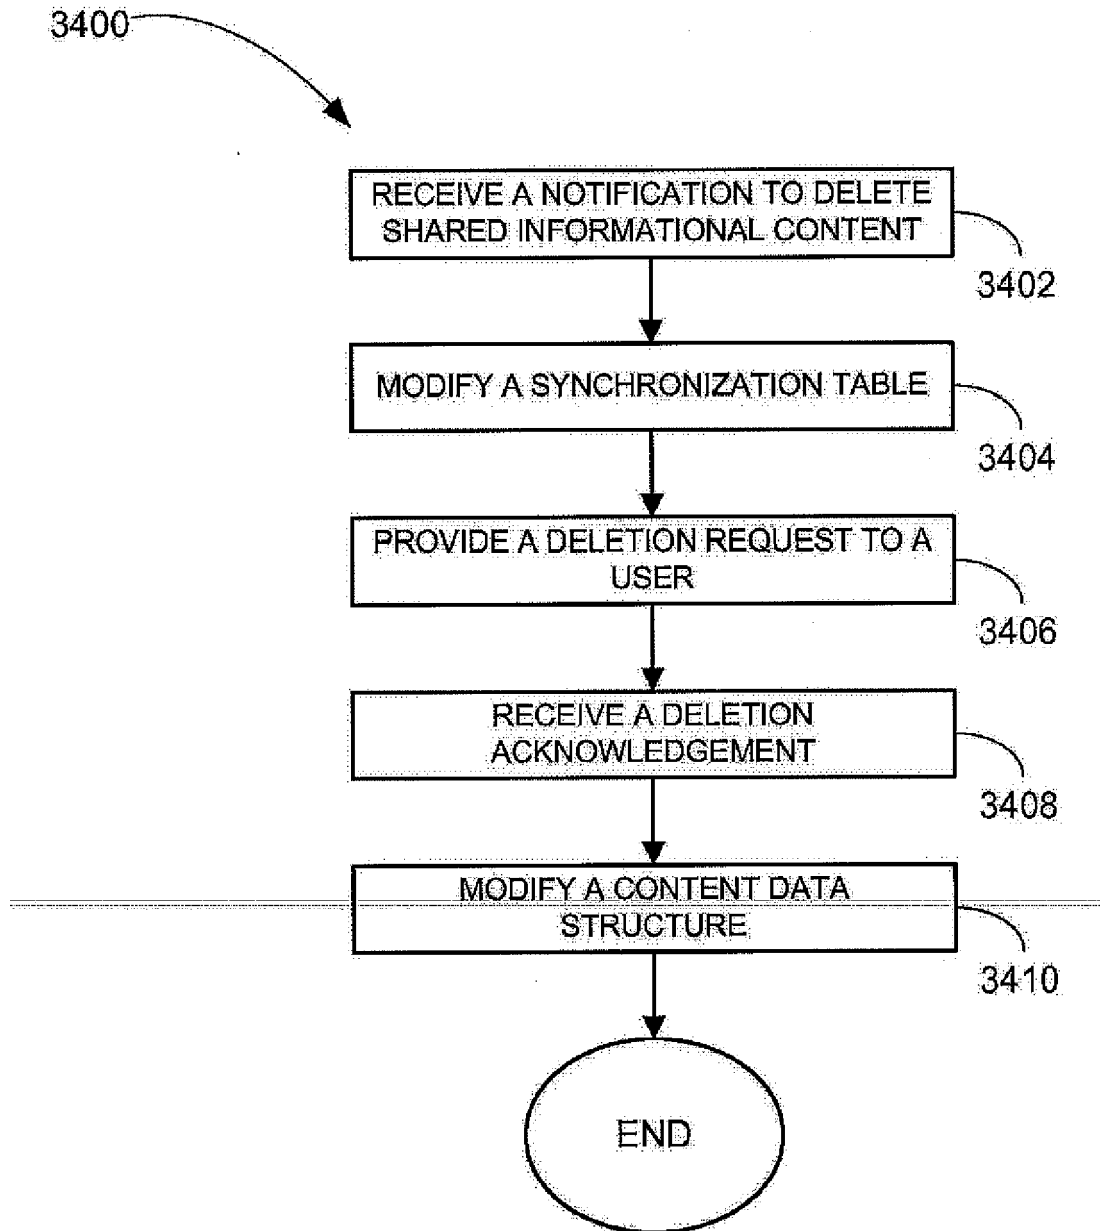 3400
RECEIVE A NOTIFICATION TO DELETE
SHARED INFORMATIONAL CONTENT
3402
MODIFY A SYNCHRONIZATION TABLE
3404
PROVIDE A DELETION REQUEST TO A
USER
3406
RECEIVE A DELETION
ACKNOWLEDGEMENT
3408
MODIFY A CONTENT DATA
STRUCTURE
3410
END